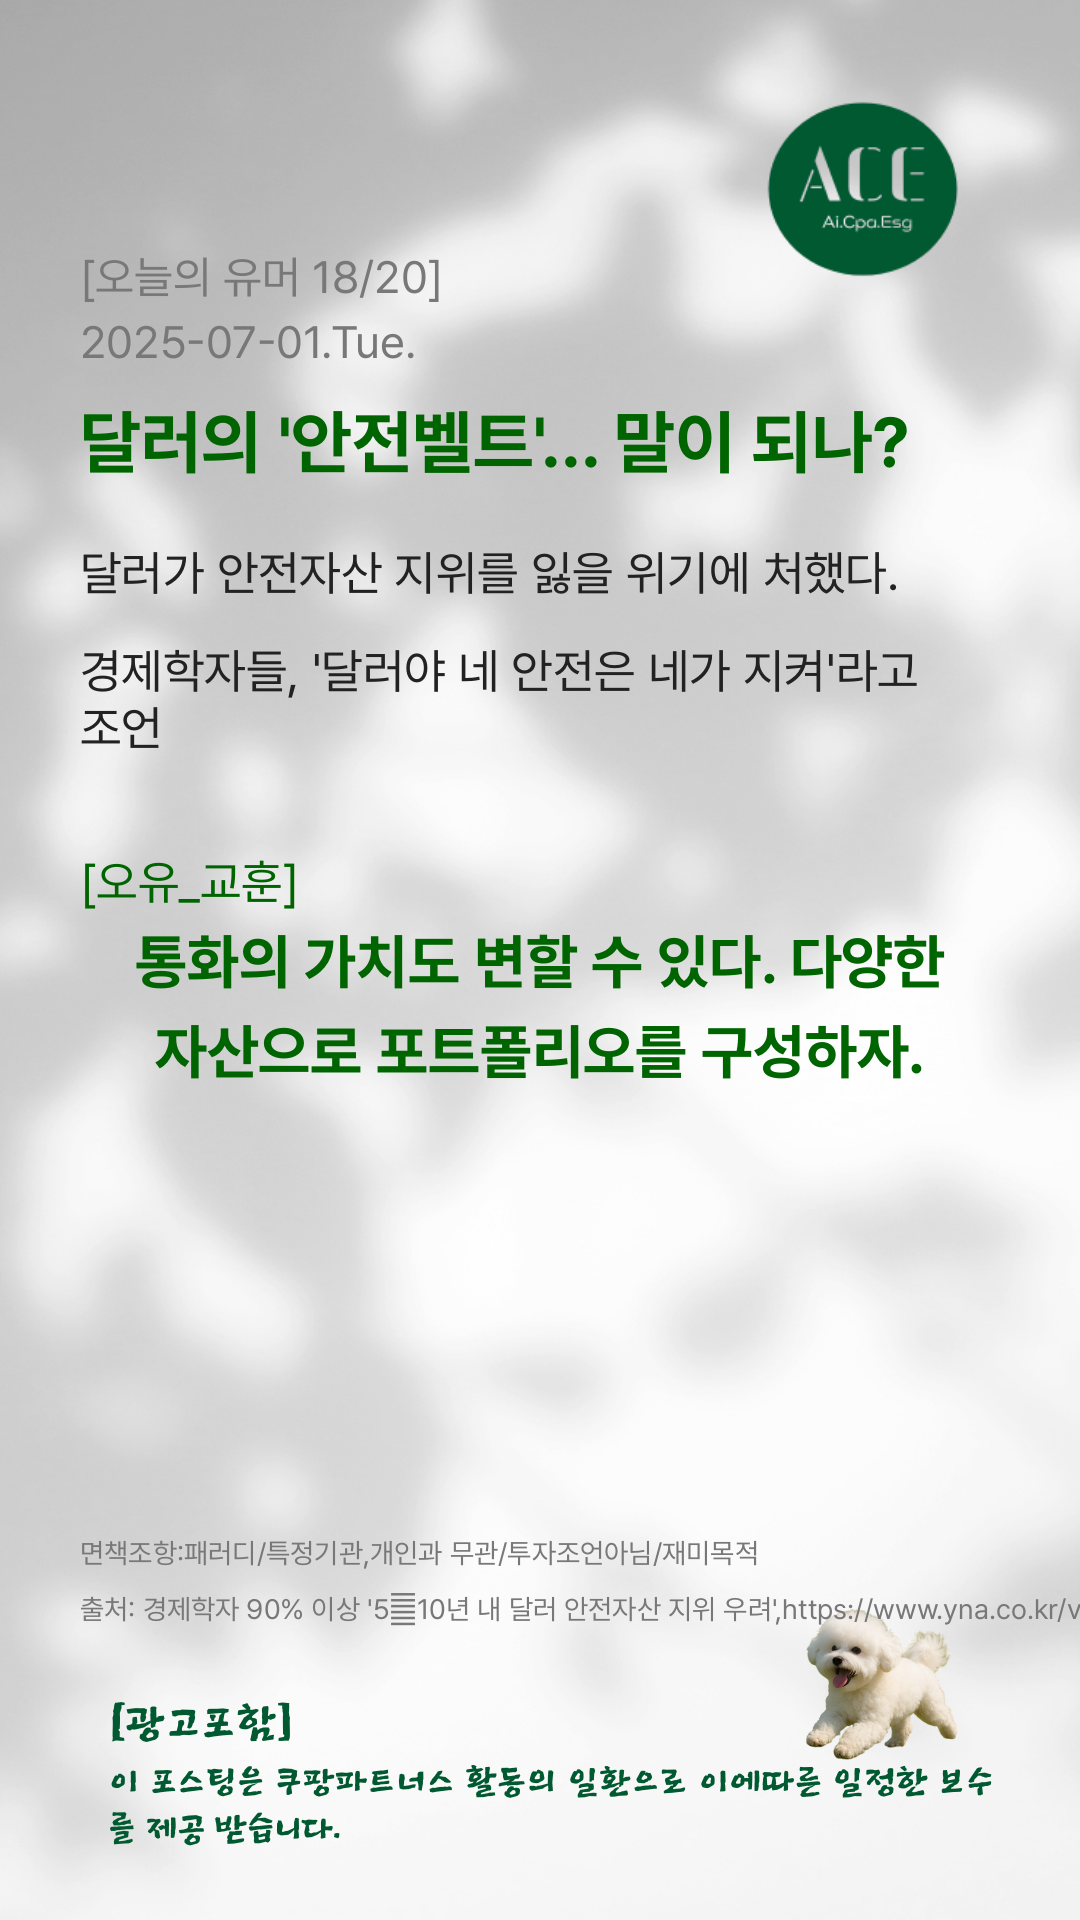 ACE
Ai.Cpa.Esg
[오늘의 유머 18/20]
2025-07-01.Tue.
달러의 '안전벨트'... 말이 되나?
달러가 안전자산 지위를 잃을 위기에 처했다.
경제학자들, '달러야 네 안전은 네가 지켜'라고
조언
[오유_교훈]
통화의 가치도 변할 수 있다. 다양한
자산으로 포트폴리오를 구성하자.
면책조항:패러디/특정기관,개인과 무관/투자조언아님/재미목적
출처: 경제학자 90% 이상 '5䷀10년 내 달러 안전자산 지위 우려',https://www.yna.co.kr/v
[광고포함]
이 포스팅은 쿠팡파트너스 활동의 일환으로 이에따른 일정한 보수
를 제공 받습니다.